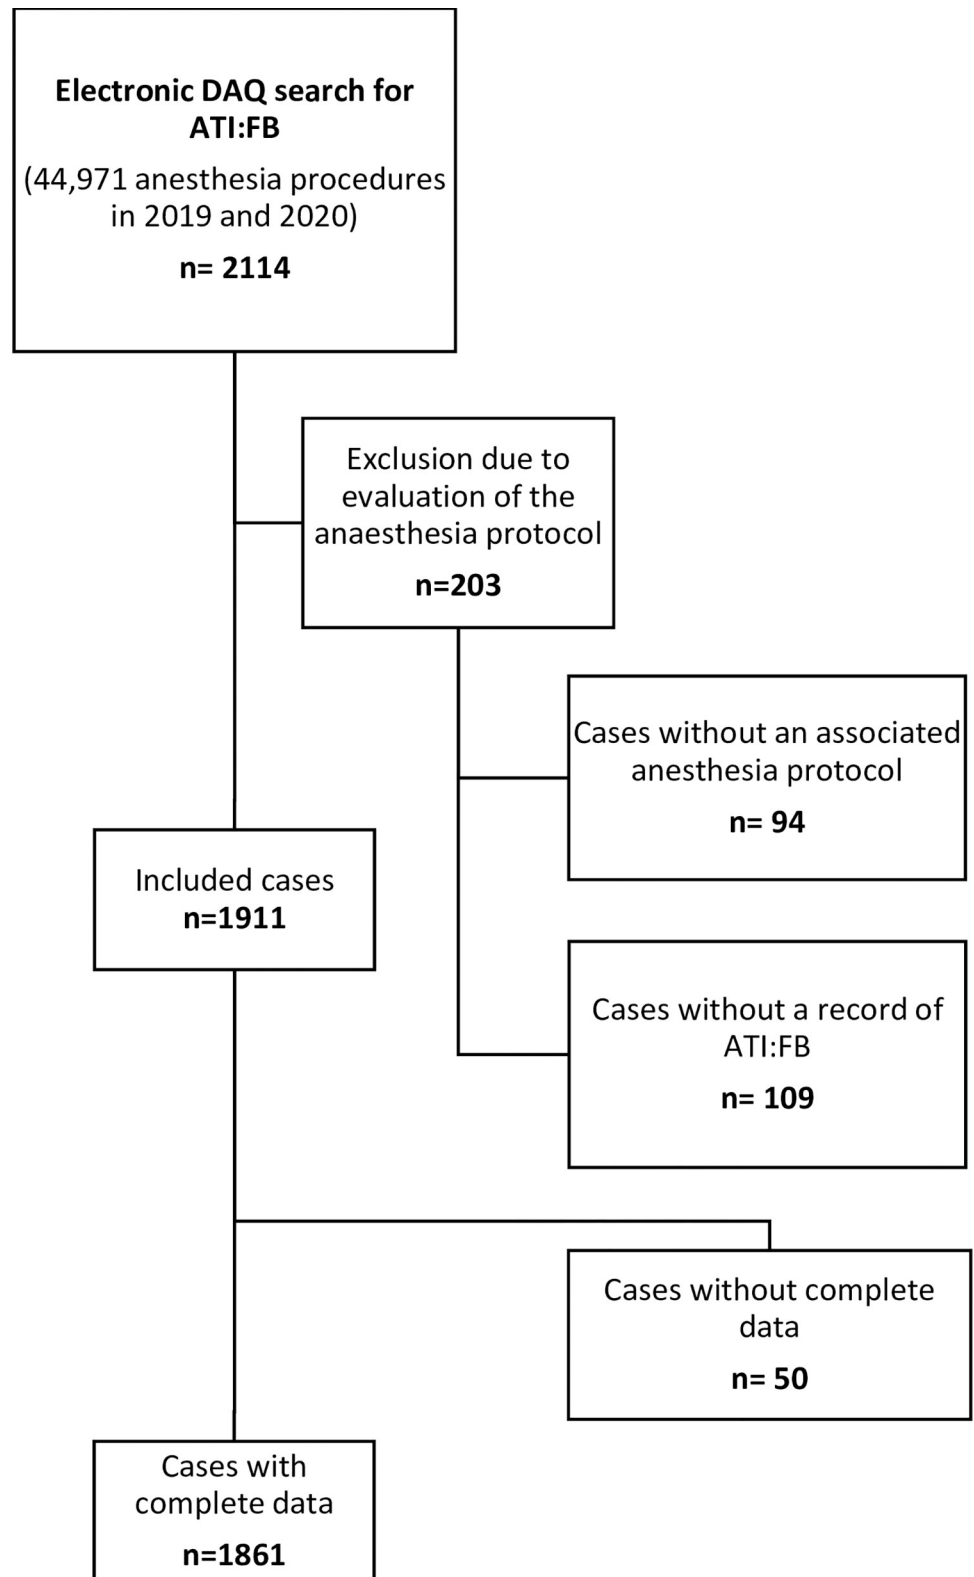 Electronic DAQ search for
ATI:FB
(44,971 anesthesia procedures
in 2019 and 2020)
n= 2114
Exclusion due to
evaluation of the
anaesthesia protocol
n=203
Cases without an associated
anesthesia protocol
n= 94
Included cases
n=1911
Cases without a record of
ATI:FB
n= 109
Cases without complete
data
n= 50
Cases with
complete data
n=1861